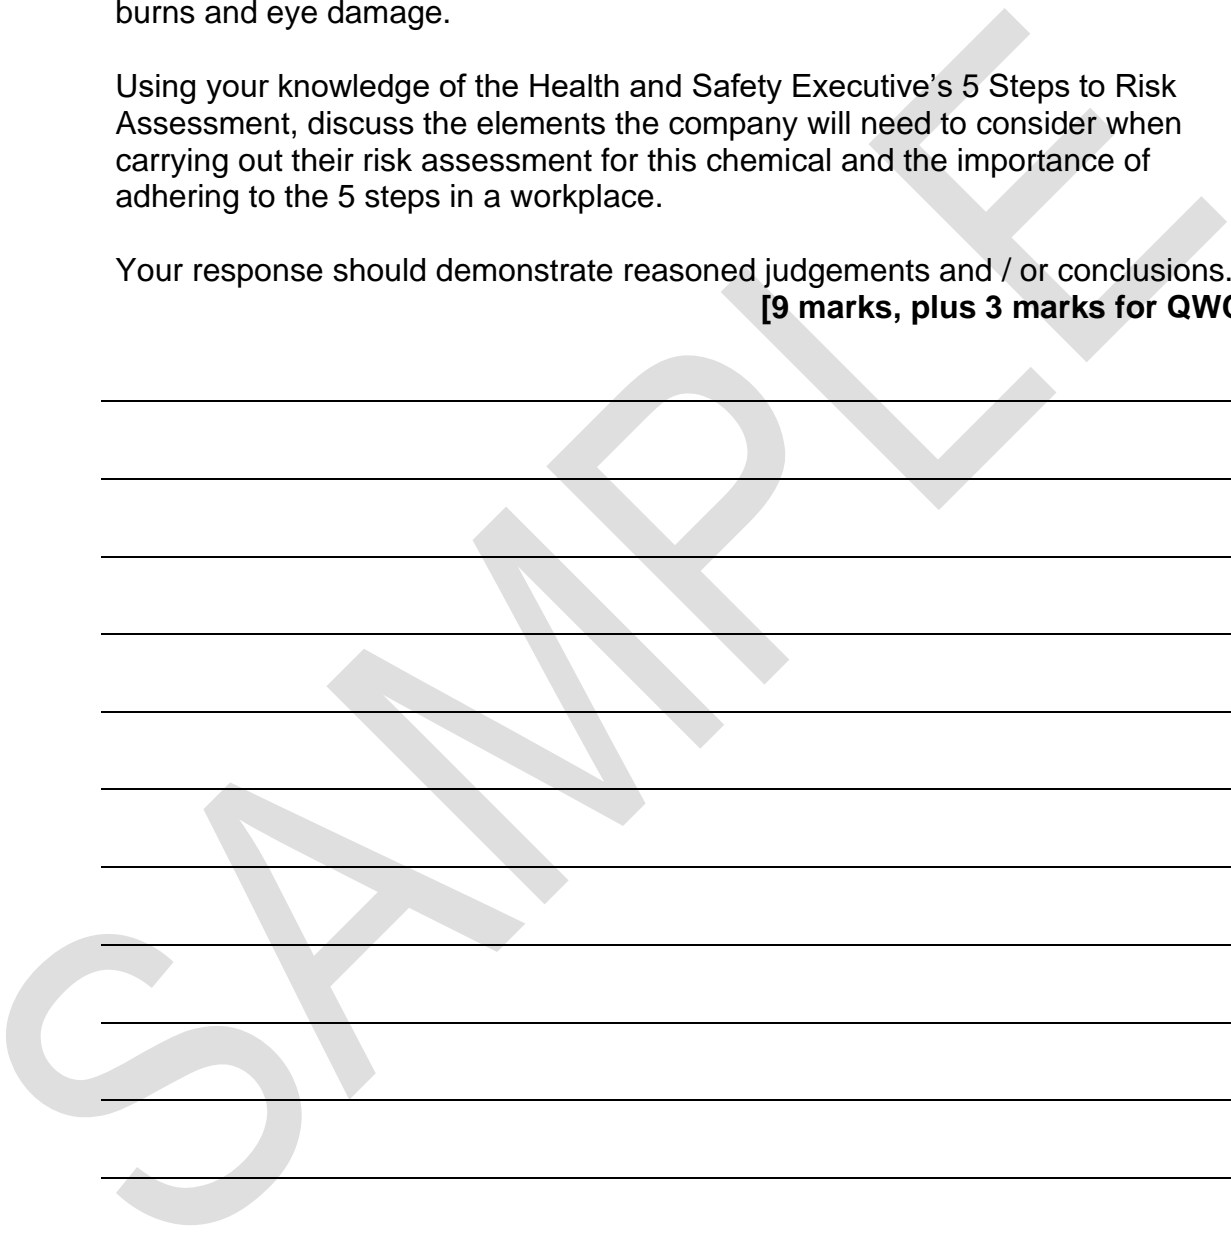 burns and eye damage.
Using your knowledge of the Health and Safety Executive’s 5 Steps to Risk
Assessment, discuss the elements the company will need to consider when
carrying out their risk assessment for this chemical and the importance of
adhering to the 5 steps in a workplace.
Your response should demonstrate reasoned judgements and / or conclusions.
[9 marks, plus 3 marks for QWC
SAMPLE